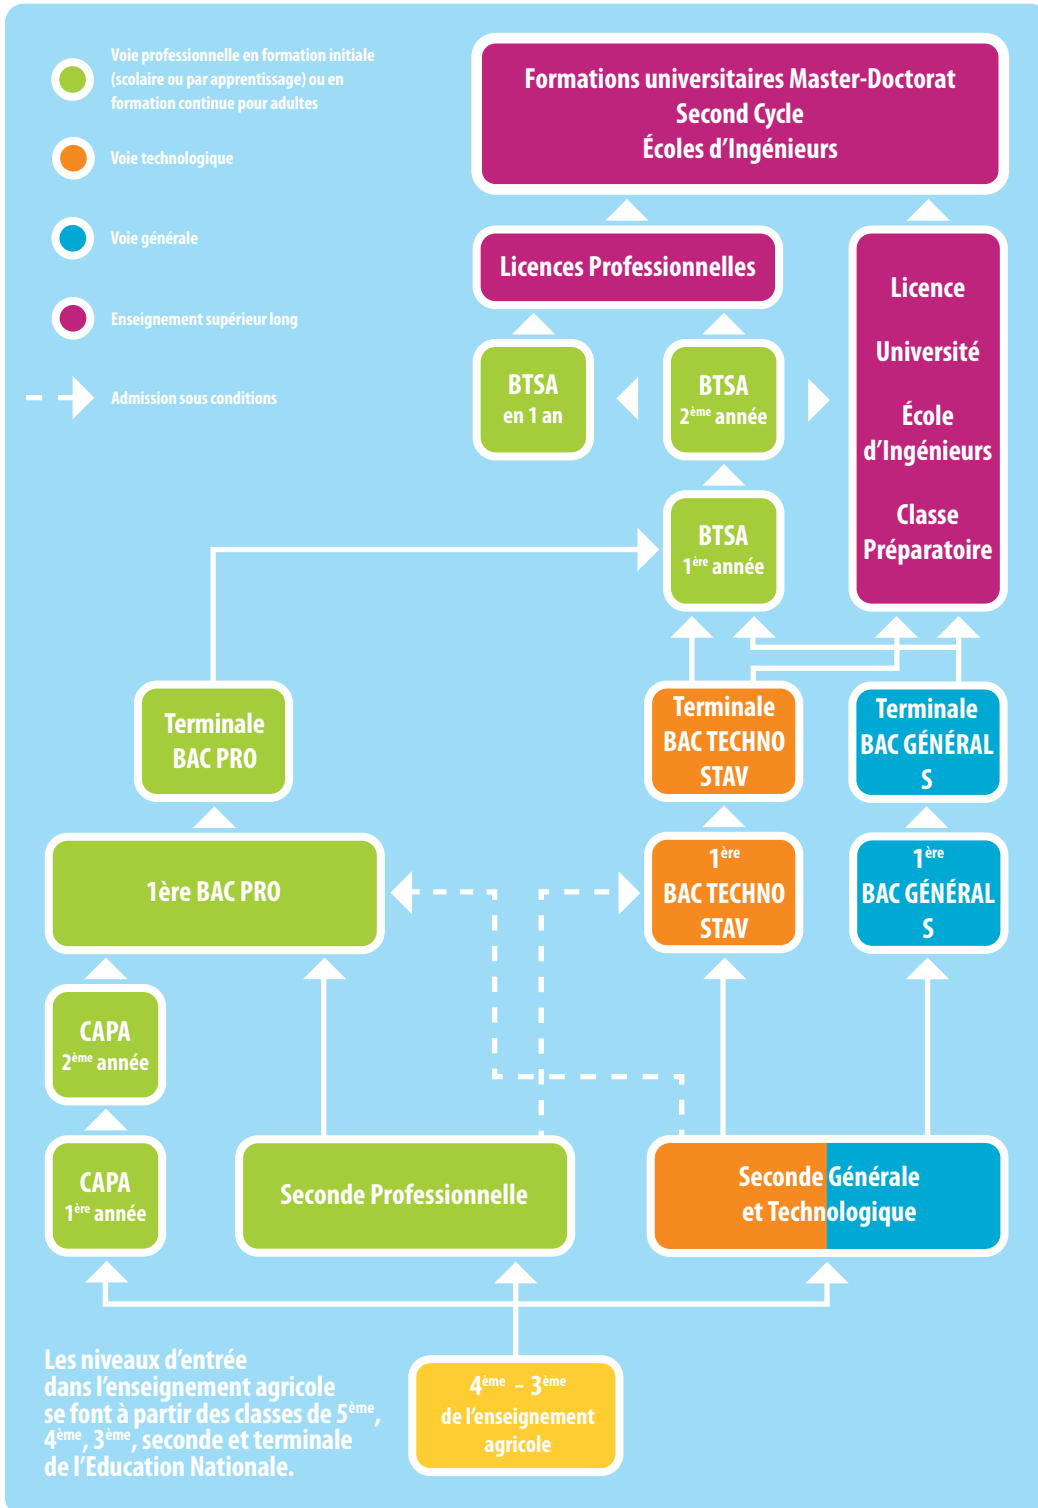 Voie professionnelle en formation initiale
(scolaire ou par apprentissage) ou en
formation continue pour adultes
Voie technologique
Voie générale
Enseignement supérieur long
Admission sous conditions
Formations universitaires Master-Doctorat
Second Cycle
Écoles d'Ingénieurs
Licences Professionnelles
Licence
Université
École
d'Ingénieurs
Classe
Préparatoire
BTSA
en 1 an
BTSA
2ème année
BTSA
1ère année
Terminale
BAC PRO
Terminale
BAC TECHNO
STAV
Terminale
BAC GÉNÉRAL
S
1ère BAC PRO
1ère
BAC TECHNO
STAV
1ère
BAC GÉNÉRAL
S
CAPA
2ème année
CAPA
1ère année
Seconde Professionnelle
Seconde Générale
et Technologique
Les niveaux d'entrée
dans l'enseignement agricole
se font à partir des classes de 5ème,
4ème, 3ème, seconde et terminale
de l'Education Nationale.
4ème - 3ème
de l'enseignement
agricole